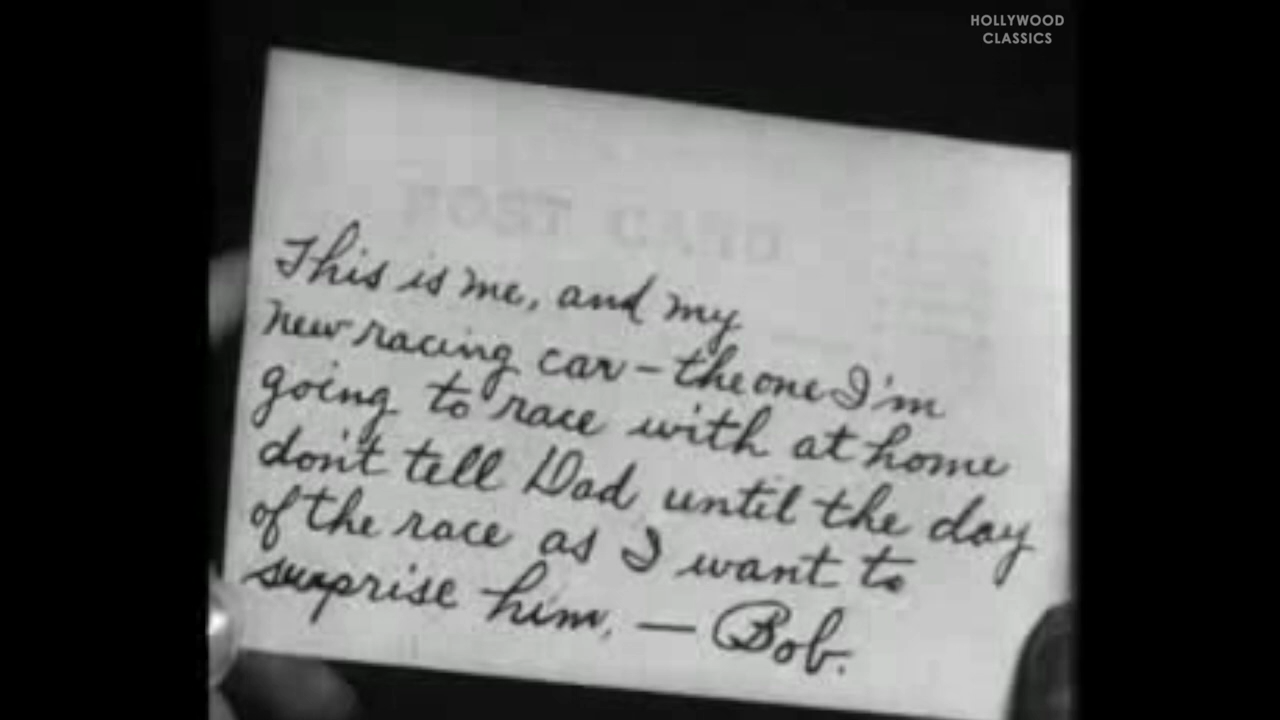 HOLLYWOOD
CLASSICS
POST CARD
This is me, and my
new racing car - the one I'm
going to race with at home
don't tell Dad until the day
of the race as I want to
surprise him. — Bob.